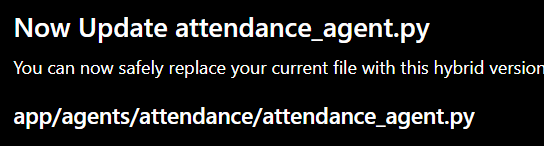 Now Update attendance_agent.py
You can now safely replace your current file with this hybrid version
app/agents/attendance/attendance_agent.py